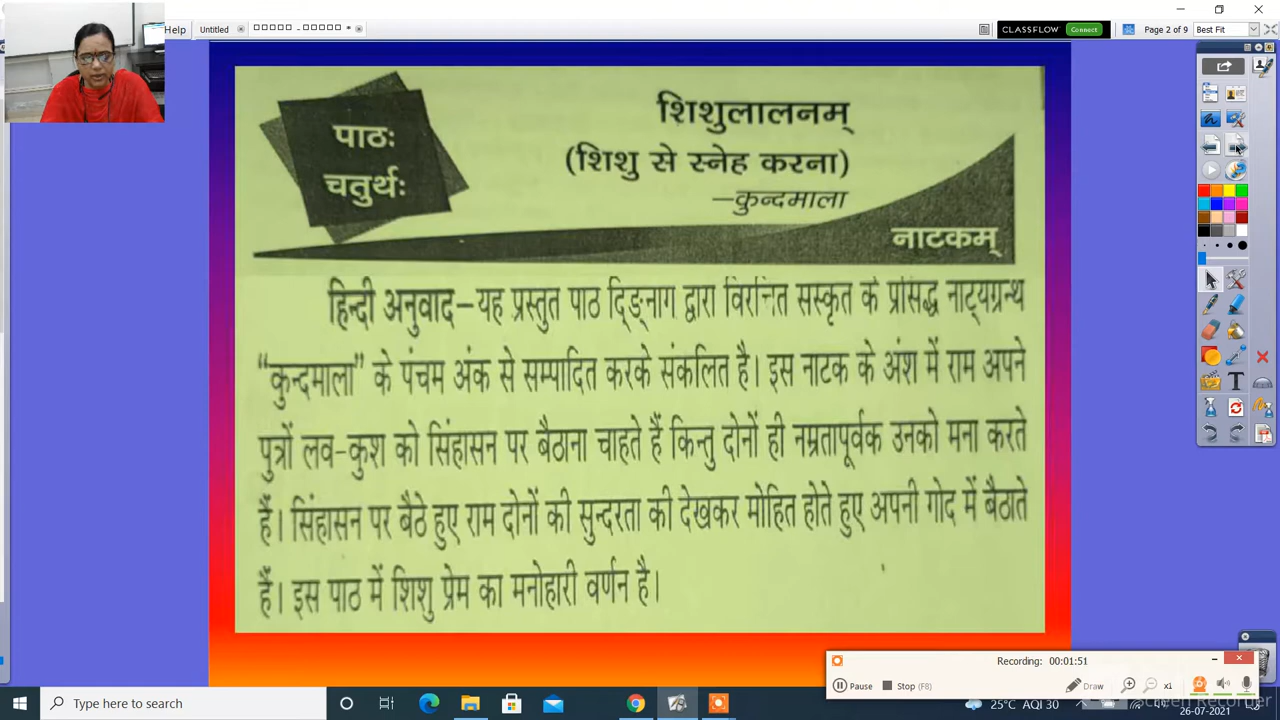 Help
Untitled
CLASSFLOW Connect
Page 2 of 9
Best Fit
पाठः
चतुर्थः
शिशुलालनम्
(शिशु से स्नेह करना)
–कुन्दमाला
नाटकम्
हिन्दी अनुवाद–यह प्रस्तुत पाठ दि्ङ्नाग द्वारा विरचित संस्कृत के प्रसिद्ध नाट्यग्रन्थ
“कुन्दमाला” के पंचम अंक से सम्पादित करके संकलित है। इस नाटक के अंश में राम अपने
पुत्रों लव-कुश को सिंहासन पर बैठाना चाहते हैं किन्तु दोनों ही नम्रतापूर्वक उनको मना करते
हैं। सिंहासन पर बैठे हुए राम दोनों की सुन्दरता की देखकर मोहित होते हुए अपनी गोद में बैठाते
हैं। इस पाठ में शिशु प्रेम का मनोहारी वर्णन है।
Recording: 00:01:51
Pause
Stop (F8)
Draw
x1
Screen Recorder
Type here to search
25°C AQI 30
26-07-2021